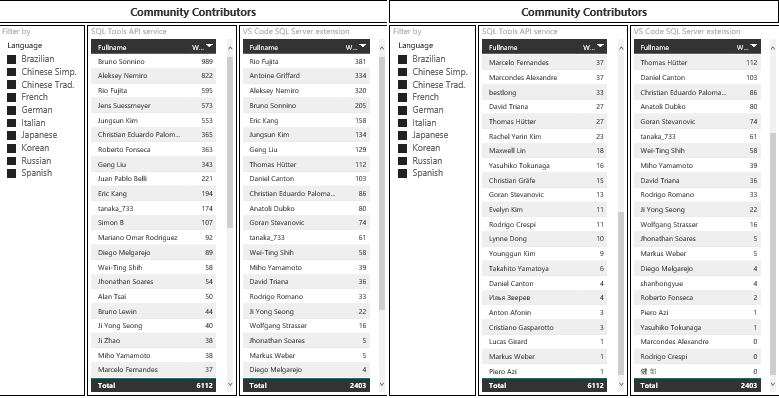 Community Contributors
Filter by
Language
Brazilian
Chinese Simp.
Chinese Trad.
French
German
Italian
Japanese
Korean
Russian
Spanish
SQL Tools API service
Fullname W...
Bruno Sonnino 989
Aleksey Nemiro 822
Rio Fujita 595
Jens Suessmeyer 573
Jungsun Kim 553
Christian Eduardo Palom... 365
Roberto Fonseca 363
Geng Liu 343
Juan Pablo Belli 221
Eric Kang 194
tanaka_733 174
Simon B 107
Mariano Omar Rodriguez 92
Diego Melgarejo 89
Wei-Ting Shih 58
Jhonathan Soares 54
Alan Tsai 50
Bruno Lewin 44
Ji Yong Seong 40
Ji Zhao 38
Miho Yamamoto 38
Marcelo Fernandes 37
Total 6112
VS Code SQL Server extension
Fullname W...
Rio Fujita 381
Antoine Griffard 334
Aleksey Nemiro 320
Bruno Sonnino 205
Eric Kang 158
Jungsun Kim 134
Geng Liu 129
Thomas Hütter 112
Daniel Canton 103
Christian Eduardo Paloma... 86
Anatoli Dubko 80
Goran Stevanovic 74
tanaka_733 61
Wei-Ting Shih 58
Miho Yamamoto 39
David Triana 36
Rodrigo Romano 33
Ji Yong Seong 22
Wolfgang Strasser 16
Jhonathan Soares 5
Markus Weber 5
Diego Melgarejo 4
Total 2403
Community Contributors
Filter by
Language
Brazilian
Chinese Simp.
Chinese Trad.
French
German
Italian
Japanese
Korean
Russian
Spanish
SQL Tools API service
Fullname W...
Marcelo Fernandes 37
Marcondes Alexandre 37
bestlong 33
David Triana 27
Thomas Hütter 27
Rachel Yerin Kim 23
Maxwell Lin 18
Yasuhiko Tokunaga 16
Christian Gräfe 15
Goran Stevanovic 13
Evelyn Kim 11
Rodrigo Crespi 11
Lynne Dong 10
Younggun Kim 9
Takahito Yamatoya 6
Daniel Canton 4
Илья Зверев 4
Anton Afonin 3
Cristiano Gasparotto 3
Lucas Girard 1
Markus Weber 1
Piero Azi 1
Total 6112
VS Code SQL Server extension
Fullname W...
Thomas Hütter 112
Daniel Canton 103
Christian Eduardo Paloma... 86
Anatoli Dubko 80
Goran Stevanovic 74
tanaka_733 61
Wei-Ting Shih 58
Miho Yamamoto 39
David Triana 36
Rodrigo Romano 33
Ji Yong Seong 22
Wolfgang Strasser 16
Jhonathan Soares 5
Markus Weber 5
Diego Melgarejo 4
shanhongyue 4
Roberto Fonseca 2
Piero Azi 1
Yasuhiko Tokunaga 1
Marcondes Alexandre 0
Rodrigo Crespi 0
0
Total 2403